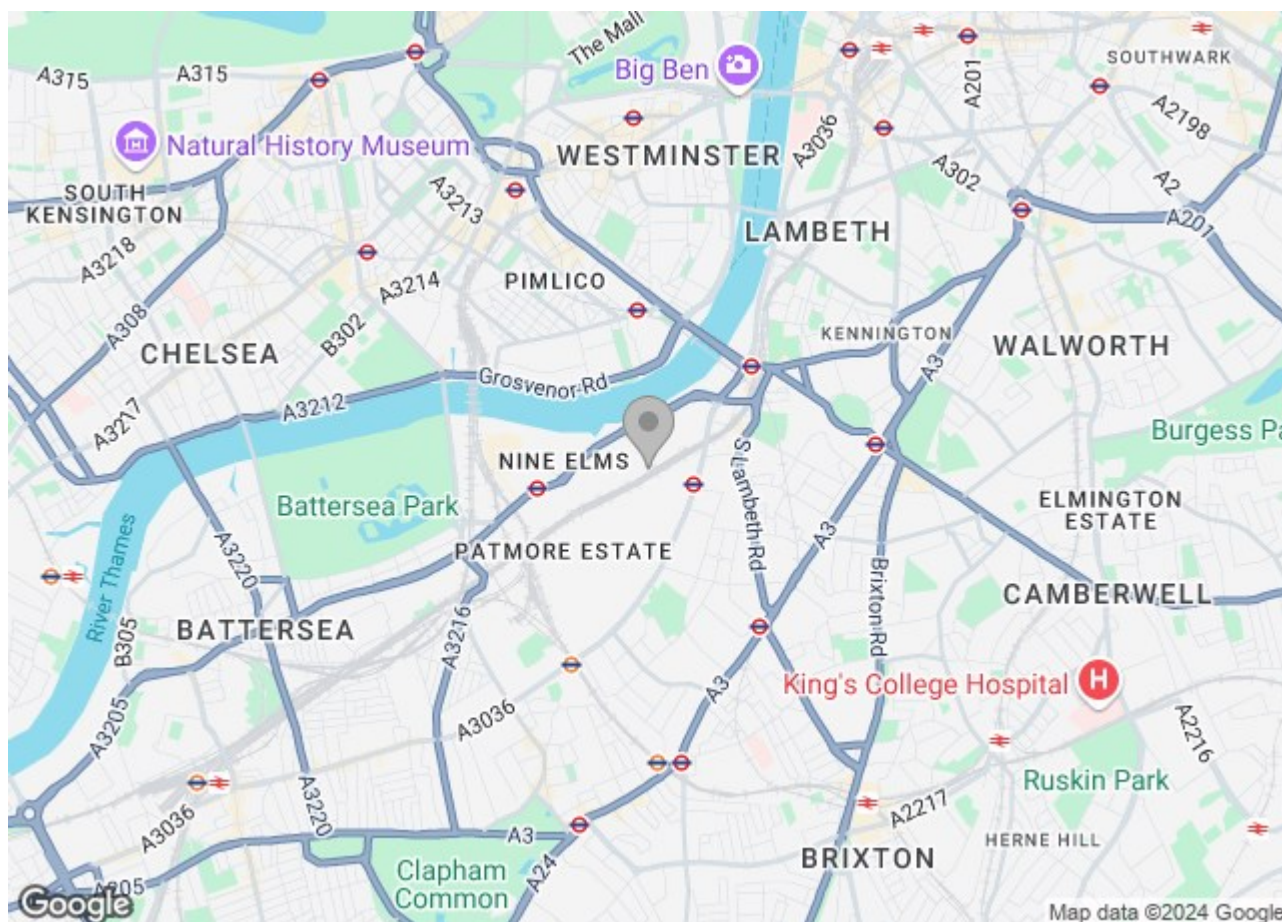 A315
A315
The Mall
Big Ben
A201
SOUTHWARK
A2198
A3036
Natural History Museum
WESTMINSTER
A302
A2
SOUTH
KENSINGTON
A3213
A201
A3218
LAMBETH
A3214
PIMLICO
A308
B302
CHELSEA
KENNINGTON
WALWORTH
A3
Grosvenor Rd
A3212
A3217
Burgess Pa
NINE ELMS
S Lambeth Rd
Battersea Park
ELMINGTON
ESTATE
River Thames
A3220
PATMORE ESTATE
A3
Brixton Rd
CAMBERWELL
B305
BATTERSEA
A3216
King's College Hospital
A3
A3036
A3205
A2216
A3220
Ruskin Park
A3036
A2217
A3
HERNE HILL
BRIXTON
Clapham
Common
A24
A205
Google
Map data ©2024 Google